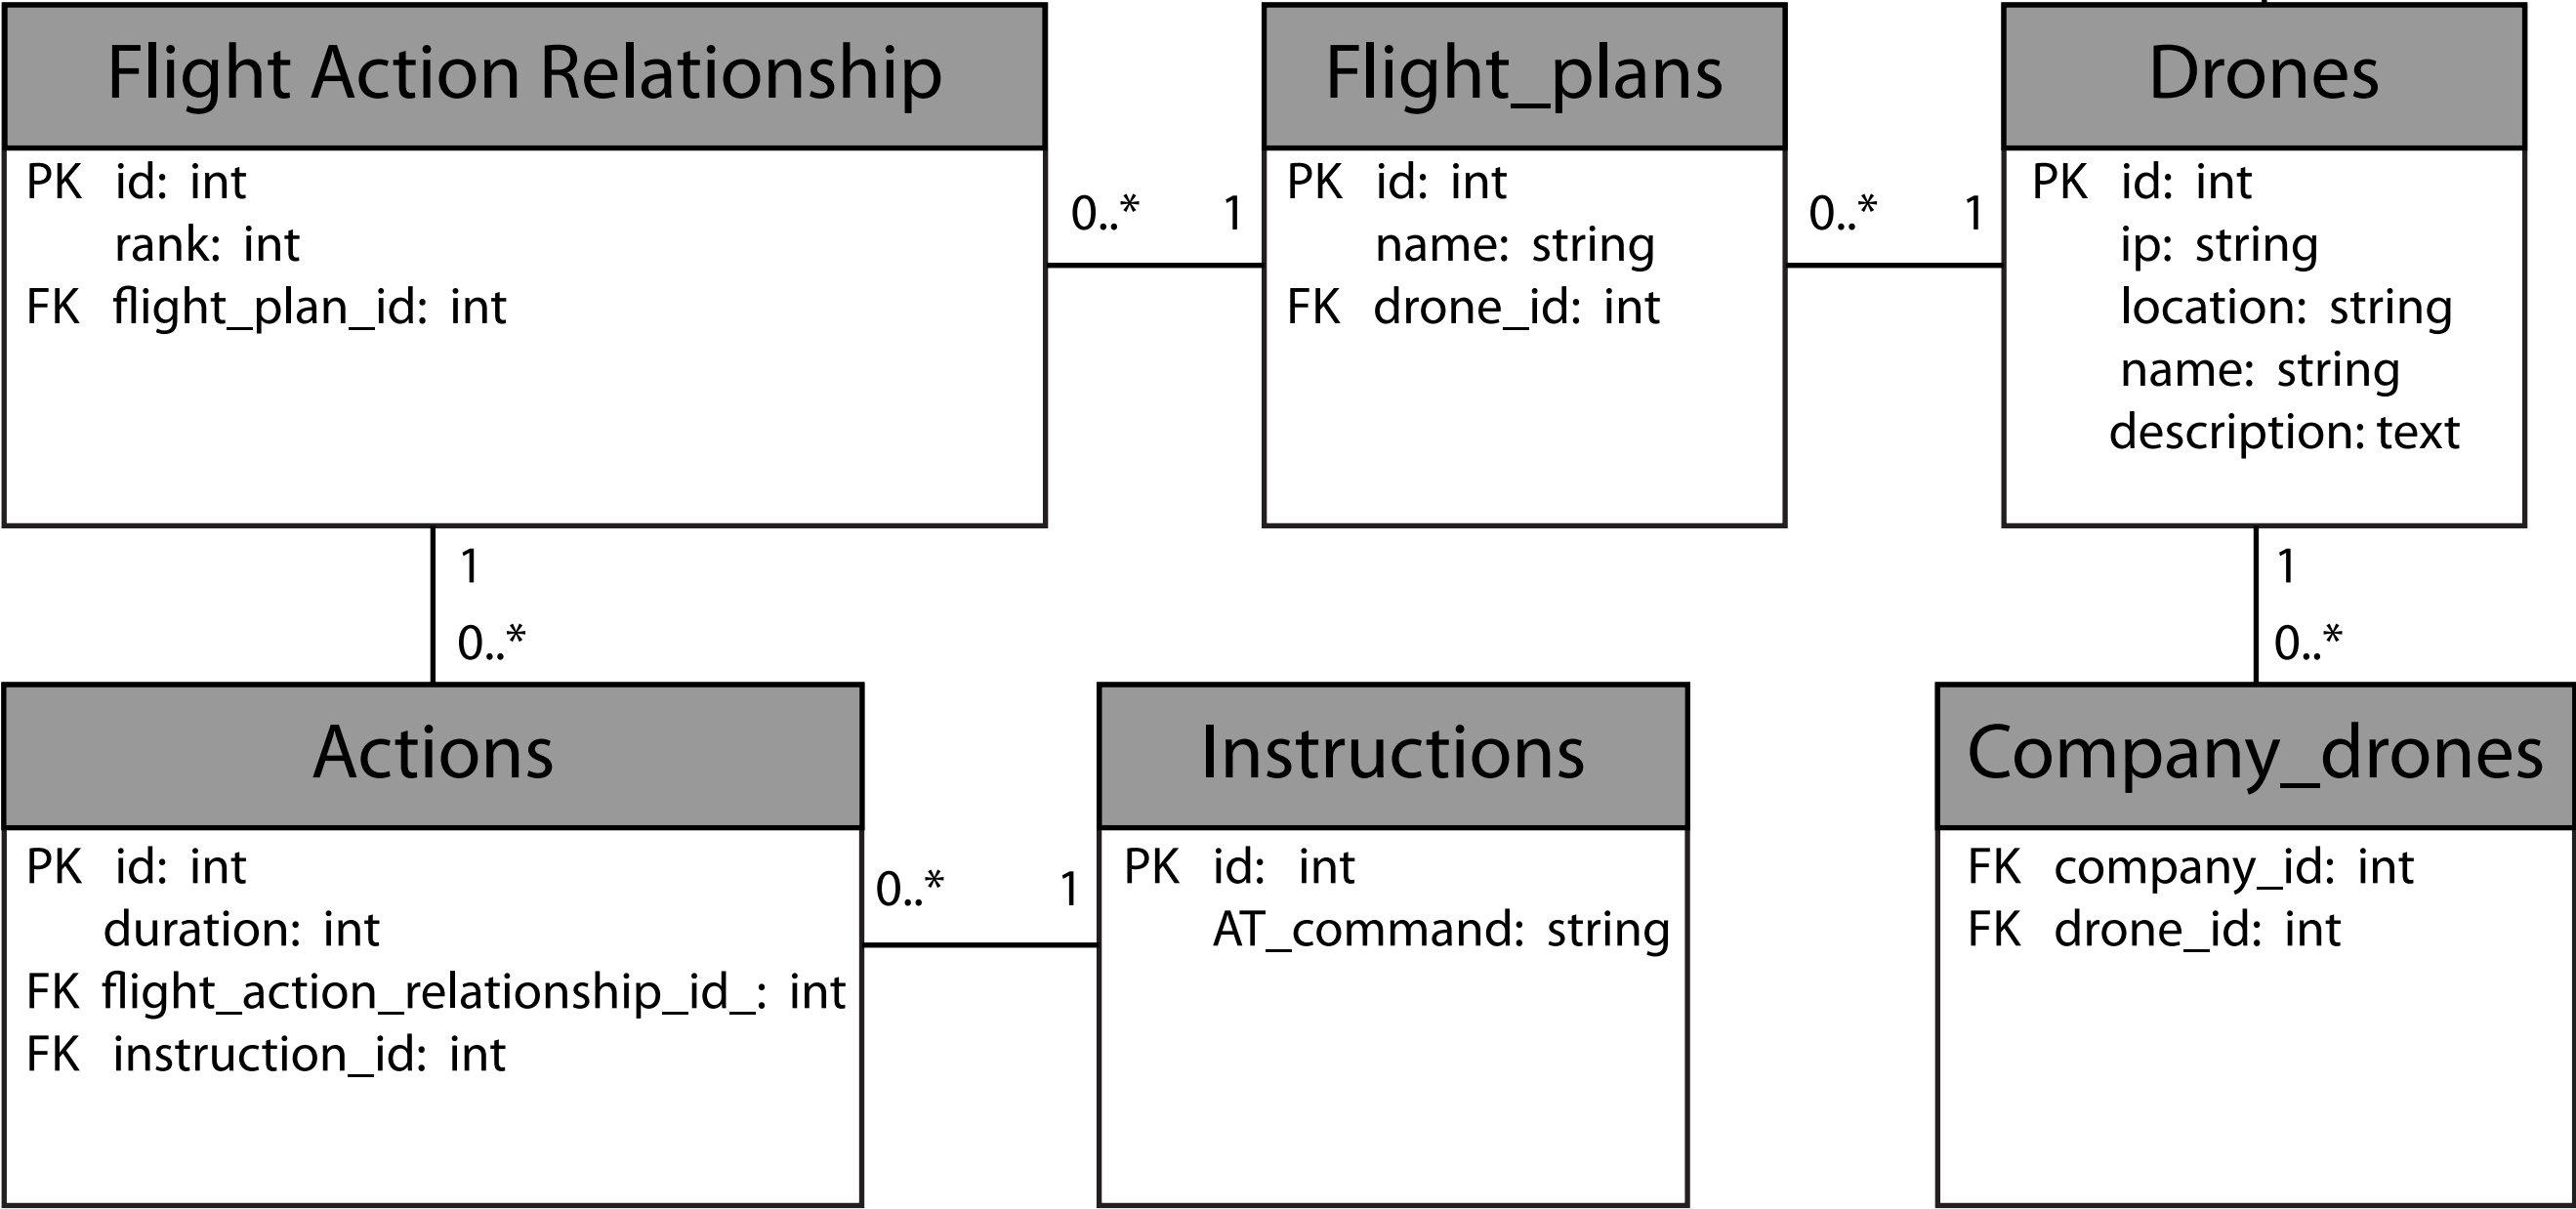 Flight Action Relationship
PK id: int
rank: int
FK flight_plan_id: int
0..* 1
Flight_plans
PK id: int
name: string
FK drone_id: int
0..* 1
Drones
PK id: int
ip: string
location: string
name: string
description: text
1
0..*
1
0..*
Actions
PK id: int
duration: int
FK flight_action_relationship_id_: int
FK instruction_id: int
0..* 1
Instructions
PK id: int
AT_command: string
Company_drones
FK company_id: int
FK drone_id: int